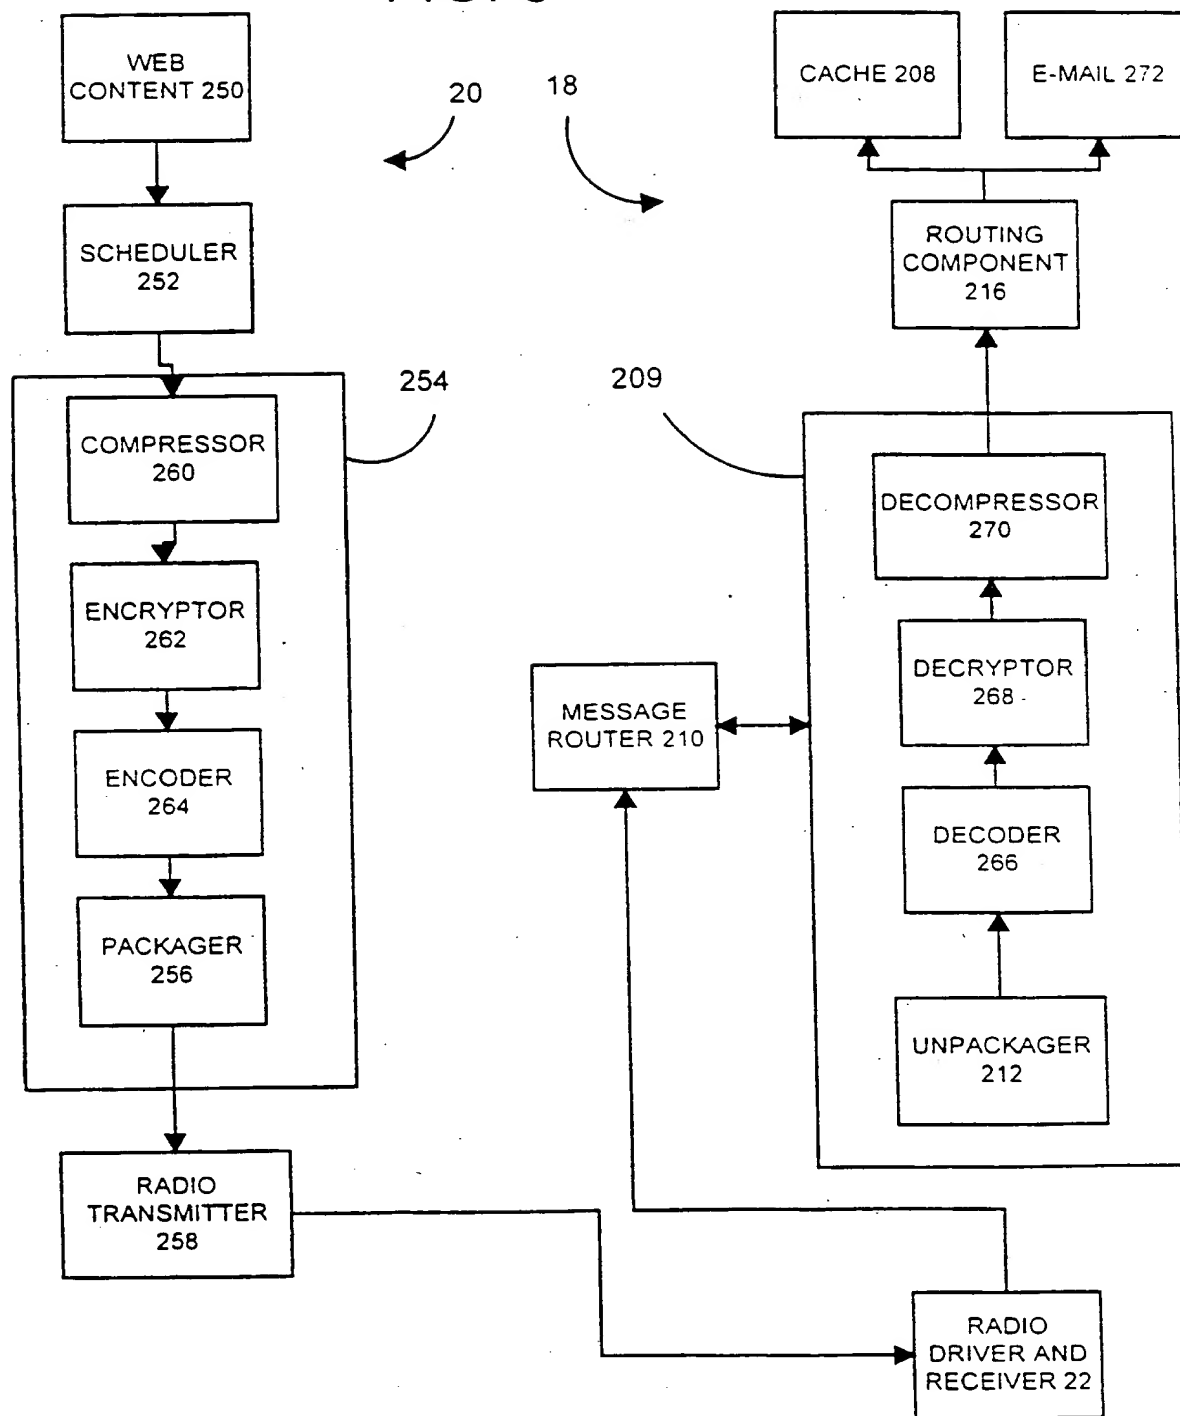 WEB
CONTENT 250
20
18
CACHE 208
E-MAIL 272
SCHEDULER
252
ROUTING
COMPONENT
216
254
209
COMPRESSOR
260
DECOMPRESSOR
270
ENCRYPTOR
262
DECRYPTOR
268
MESSAGE
ROUTER 210
ENCODER
264
DECODER
266
PACKAGER
256
UNPACKAGER
212
RADIO
TRANSMITTER
258
RADIO
DRIVER AND
RECEIVER 22